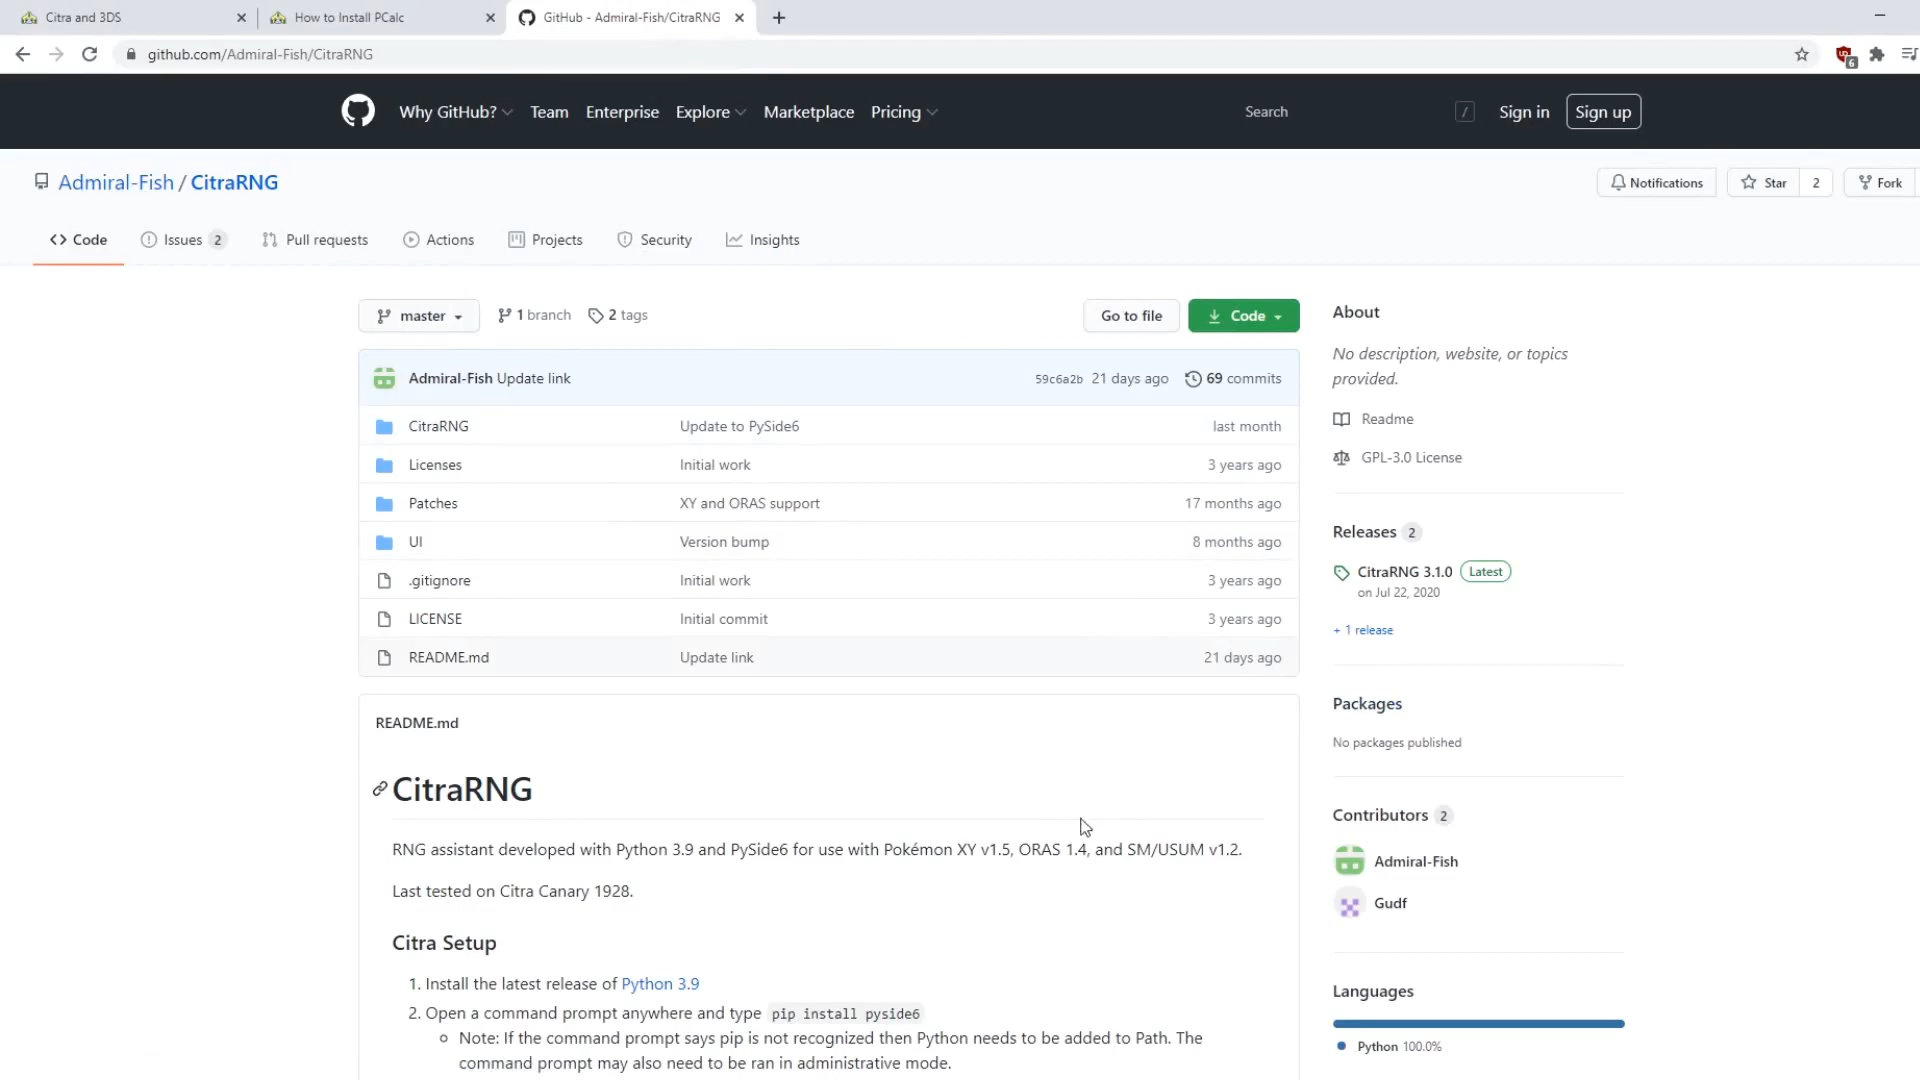 Citra and 3DS
How to Install PCalc
GitHub - Admiral-Fish/CitraRNG
github.com/Admiral-Fish/CitraRNG
6
Why GitHub? Team Enterprise Explore Marketplace Pricing
Search /
Sign in Sign up
Admiral-Fish / CitraRNG
Notifications Star 2 Fork
Code Issues 2 Pull requests Actions Projects Security Insights
master 1 branch 2 tags Go to file Code
Admiral-Fish Update link 59c6a2b 21 days ago 69 commits
CitraRNG Update to PySide6 last month
Licenses Initial work 3 years ago
Patches XY and ORAS support 17 months ago
UI Version bump 8 months ago
.gitignore Initial work 3 years ago
LICENSE Initial commit 3 years ago
README.md Update link 21 days ago
README.md
CitraRNG
RNG assistant developed with Python 3.9 and PySide6 for use with Pokémon XY v1.5, ORAS 1.4, and SM/USUM v1.2.
Last tested on Citra Canary 1928.
Citra Setup
1. Install the latest release of Python 3.9
2. Open a command prompt anywhere and type pip install pyside6
Note: If the command prompt says pip is not recognized then Python needs to be added to Path. The
command prompt may also need to be ran in administrative mode.
About
No description, website, or topics
provided.
Readme
GPL-3.0 License
Releases 2
CitraRNG 3.1.0 Latest
on Jul 22, 2020
+ 1 release
Packages
No packages published
Contributors 2
Admiral-Fish
Gudf
Languages
Python 100.0%